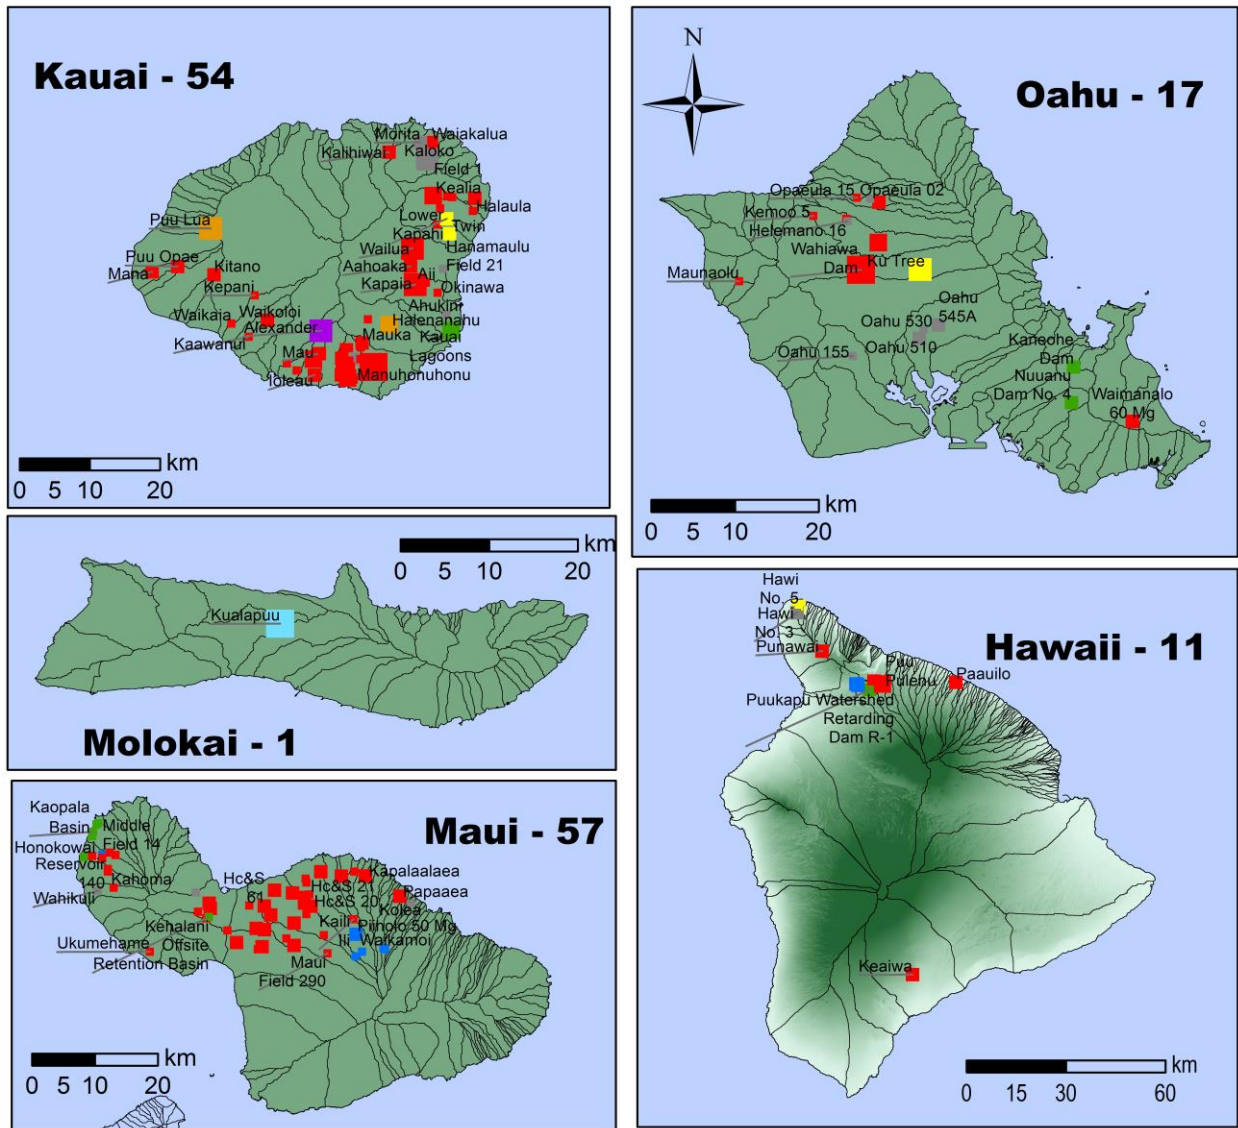 Kauai - 54
Morita
Waiakalua
Kalihiwai
Kaloko
Field 1
Kealia
Halaula
Lower
Twin
Kapahi
Puu Lua
Wailua
Hanamaulu
Puu Opae
Aahoaka
Field 21
Mana
Kitano
Kapaia
Aii
Okinawa
Kepani
Ahukini
Waikaia
Waikoloi
Halenanahu
Alexander
Mauka
Kauai
Kaawanui
Lagoons
Mau
Manuhonuhonu
Ioleau
km
0 5 10 20
N
Oahu - 17
Opaeula 15
Opaeula 02
Kemoo 5
Helemano 16
Wahiawa
Dam
Ku Tree
Maunaolu
Oahu
545A
Oahu 530
Oahu 510
Oahu 155
Kaneohe
Dam
Nuuanu
Dam No. 4
Waimanalo
60 Mg
km
0 5 10 20
km
0 5 10 20
Kualapuu
Molokai - 1
Hawi
No. 5
Hawi
No. 3
Punawai
Hawaii - 11
Puu
Pulehu
Paauilo
Puukapu Watershed
Retarding
Dam R-1
Keaiwa
km
0 15 30 60
Kaopala
Basin
Middle
Field 14
Honokowai
Reservoir
140
Kahoma
Wahikuli
Maui - 57
Hc&S
61
Hc&S 21
Hc&S 20
Kapalaalaea
Papaaea
Kolea
Kailiili
Piiholo 50 Mg
Waikamoi
Kehalani
Offsite
Retention Basin
Ukumehame
Maui
Field 290
km
0 5 10 20